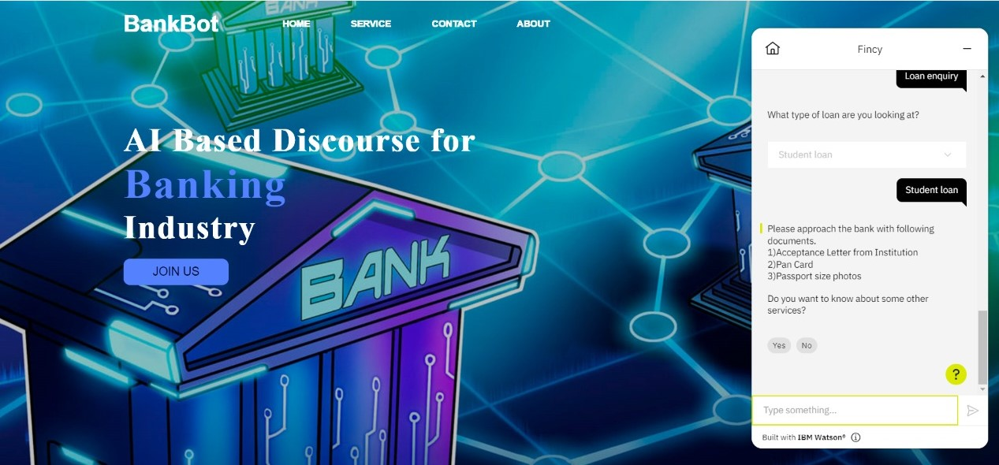 BankBot
HOME SERVICE CONTACT ABOUT
BANK
AI Based Discourse for
Banking
Industry
JOIN US
BANK
Fincy
Loan enquiry
What type of loan are you looking at?
Student loan
Student loan
Please approach the bank with following
documents.
1)Acceptance Letter from Institution
2)Pan Card
3)Passport size photos
Do you want to know about some other
services?
Yes No
?
Type something...
Built with IBM Watson®